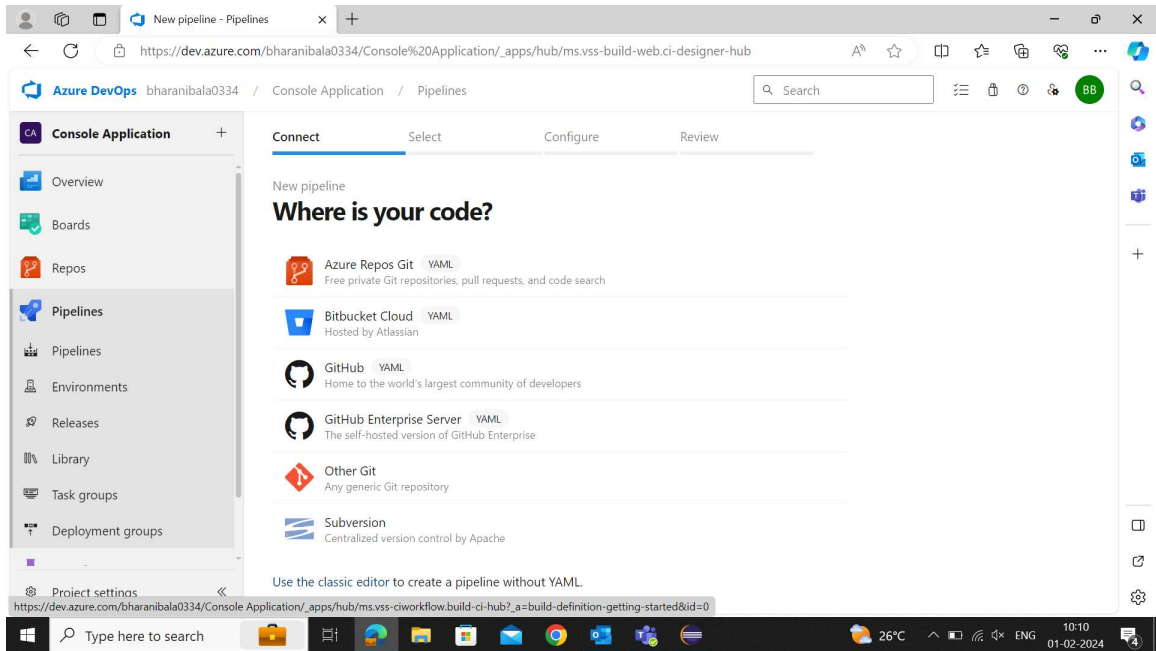 New pipeline - Pipelines
https://dev.azure.com/bharanibala0334/Console%20Application/_apps/hub/ms.vss-build-web.ci-designer-hub
Azure DevOps bharanibala0334 / Console Application / Pipelines
Search
BB
CA Console Application
Overview
Boards
Repos
Pipelines
Pipelines
Environments
Releases
Library
Task groups
Deployment groups
Project settings
Connect Select Configure Review
New pipeline
Where is your code?
Azure Repos Git YAML
Free private Git repositories, pull requests, and code search
Bitbucket Cloud YAML
Hosted by Atlassian
GitHub YAML
Home to the world's largest community of developers
GitHub Enterprise Server YAML
The self-hosted version of GitHub Enterprise
Other Git
Any generic Git repository
Subversion
Centralized version control by Apache
Use the classic editor to create a pipeline without YAML.
https://dev.azure.com/bharanibala0334/Console Application/_apps/hub/ms.vss-ciworkflow.build-ci-hub?_a=build-definition-getting-started&id=0
Type here to search
26°C
ENG
10:10
01-02-2024
4